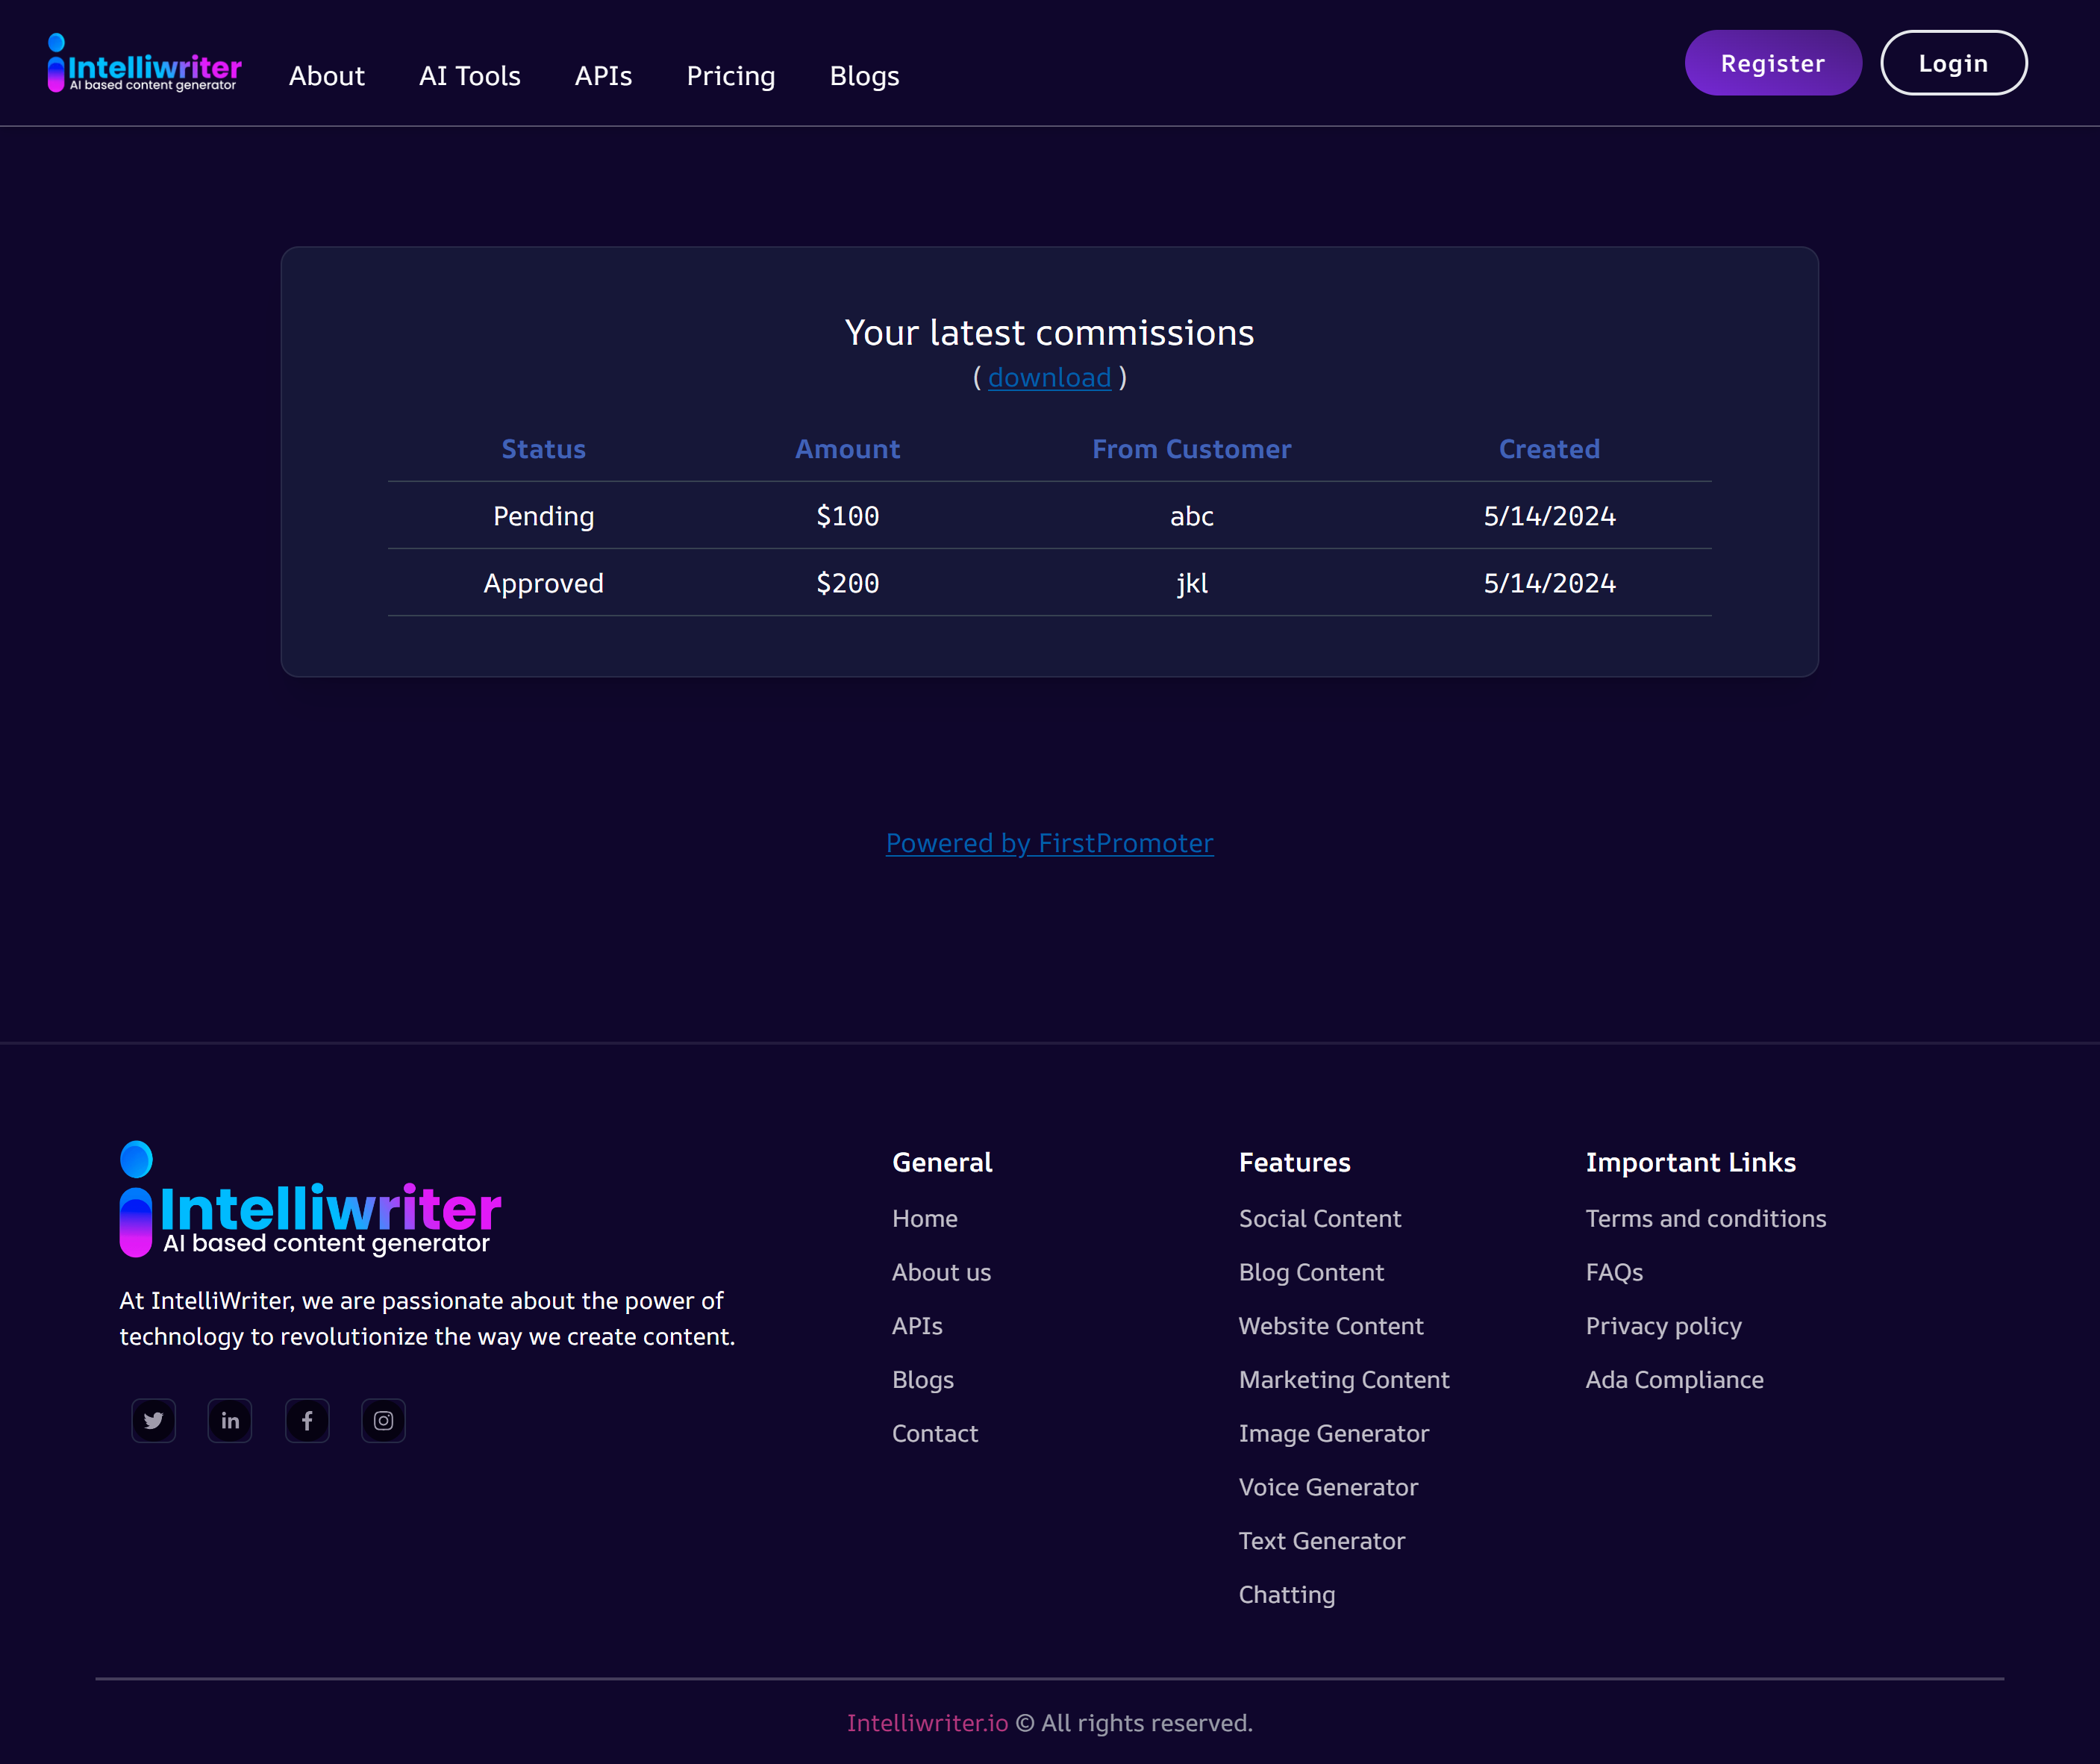 Intelliwriter
AI based content generator
About AI Tools APIs Pricing Blogs
Register Login
Your latest commissions
( download )
Status Amount From Customer Created
Pending $100 abc 5/14/2024
Approved $200 jkl 5/14/2024
Powered by FirstPromoter
Intelliwriter
AI based content generator
At IntelliWriter, we are passionate about the power of
technology to revolutionize the way we create content.
in f
General
Home
About us
APIs
Blogs
Contact
Features
Social Content
Blog Content
Website Content
Marketing Content
Image Generator
Voice Generator
Text Generator
Chatting
Important Links
Terms and conditions
FAQs
Privacy policy
Ada Compliance
Intelliwriter.io © All rights reserved.